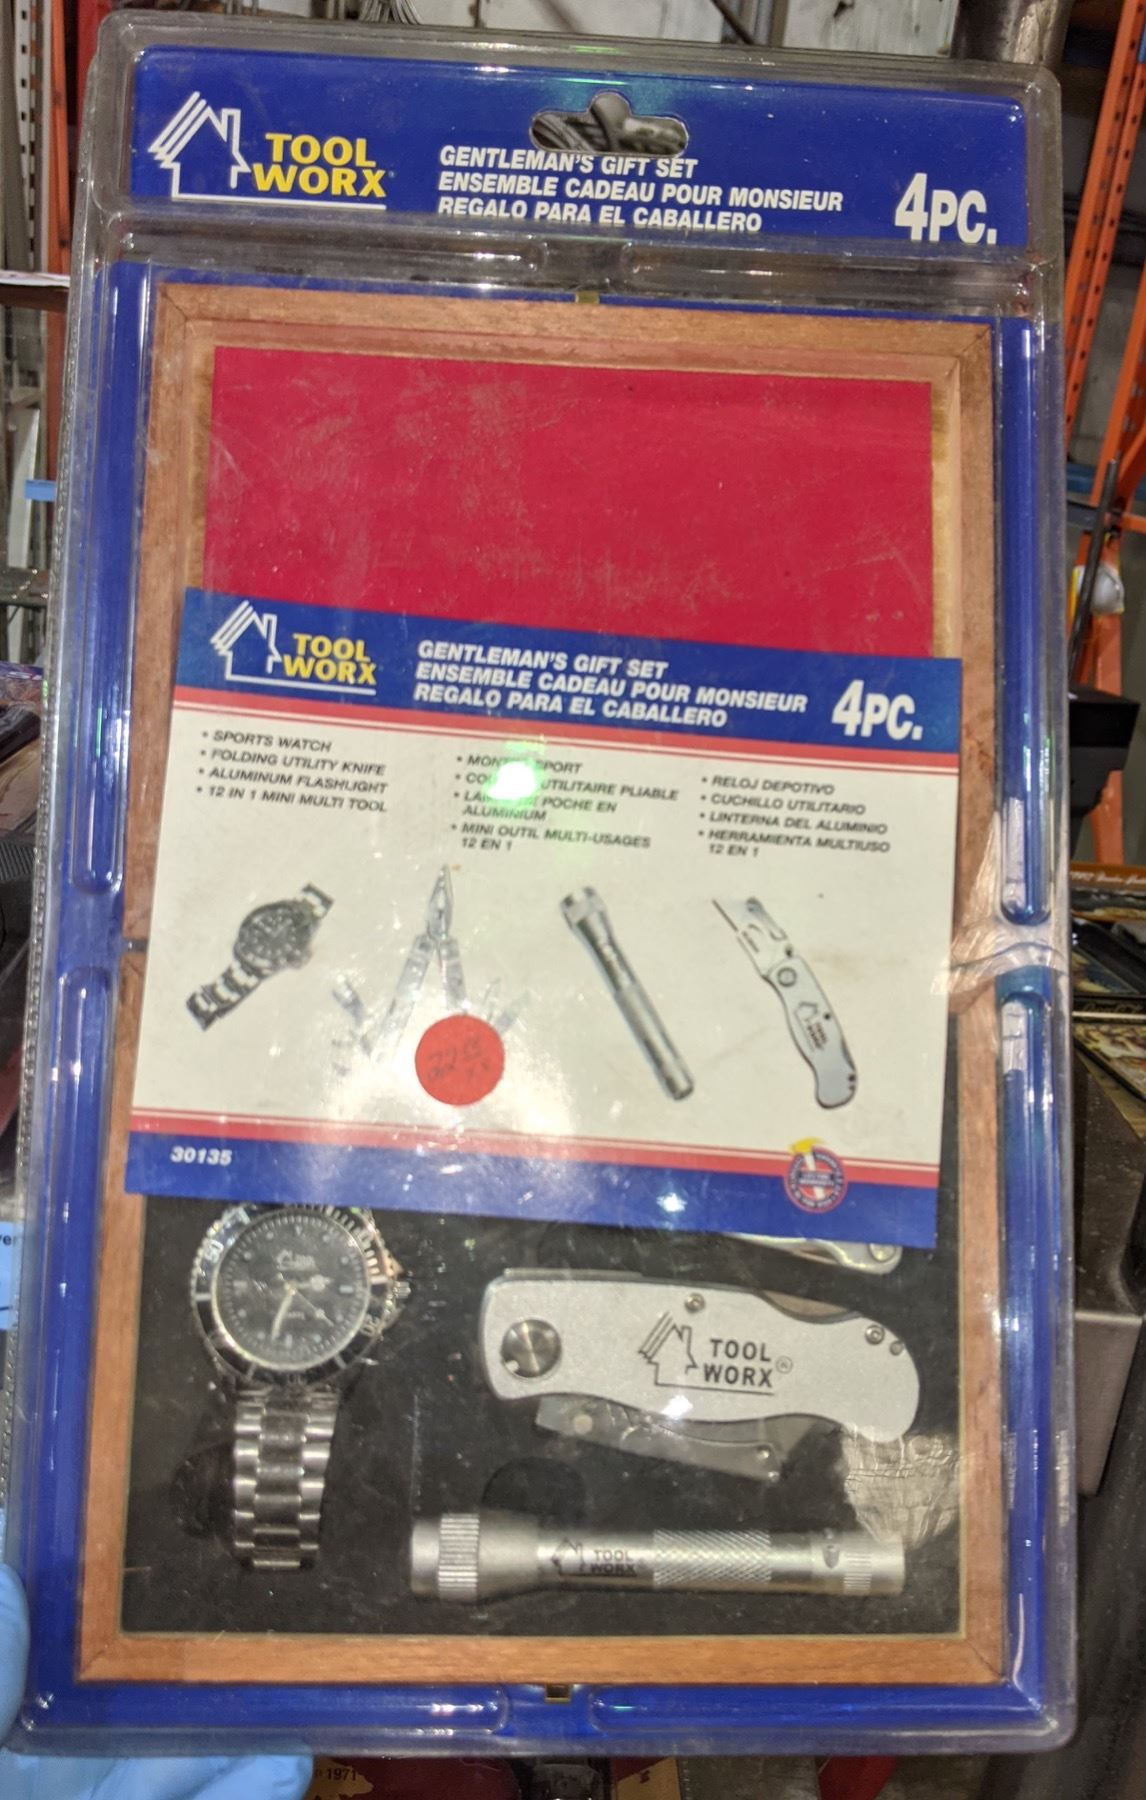 TOOL
WORX
GENTLEMAN'S GIFT SET
ENSEMBLE CADEAU POUR MONSIEUR
REGALO PARA EL CABALLERO
4PC.
TOOL
WORX
GENTLEMAN'S GIFT SET
ENSEMBLE CADEAU POUR MONSIEUR
REGALO PARA EL CABALLERO
4PC.
• SPORTS WATCH
• FOLDING UTILITY KNIFE
• ALUMINUM FLASHLIGHT
• 12 IN 1 MINI MULTI TOOL
• SPORT
• UTILITAIRE PLIABLE
• POCHE EN
ALUMINIUM
• MINI OUTIL MULTI-USAGES
12 EN 1
• RELOJ DEPOTIVO
• CUCHILLO UTILITARIO
• LINTERNA DEL ALUMINIO
• HERRAMIENTA MULTIUSO
12 EN 1
TOOL
WORX
30135
TOOL
WORX®
TOOL
WORX
1971